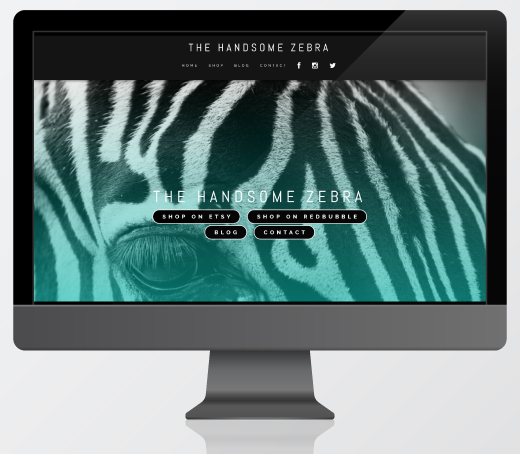 THE HANDSOME ZEBRA
HOME SHOP BLOG CONTACT
THE HANDSOME ZEBRA
SHOP ON ETSY SHOP ON REDBUBBLE
BLOG CONTACT